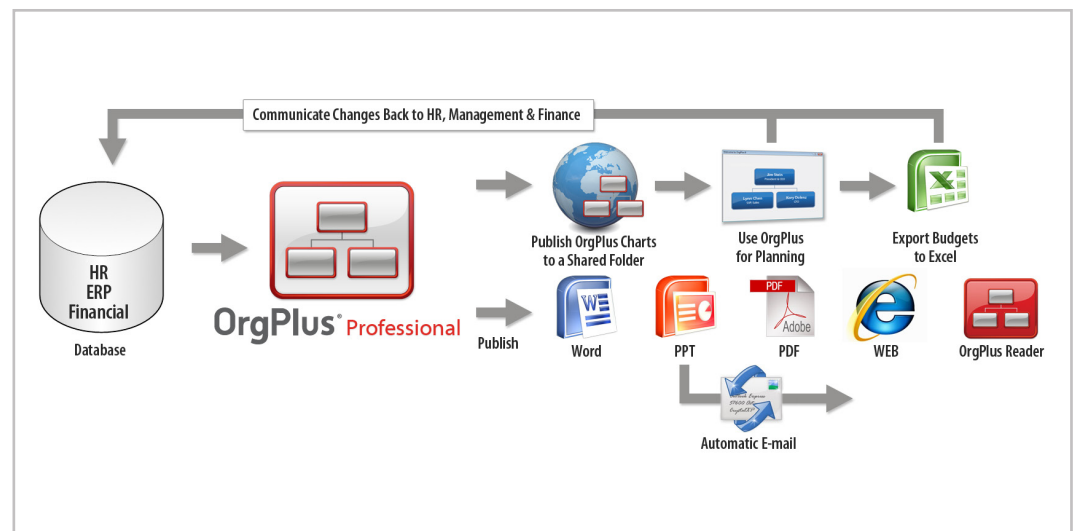 Communicate Changes Back to HR, Management & Finance
HR
ERP
Financial
Database
OrgPlus® Professional
Publish OrgPlus Charts
to a Shared Folder
Use OrgPlus
for Planning
Export Budgets
to Excel
Publish
Word
PPT
PDF
Adobe
PDF
WEB
OrgPlus Reader
Automatic E-mail